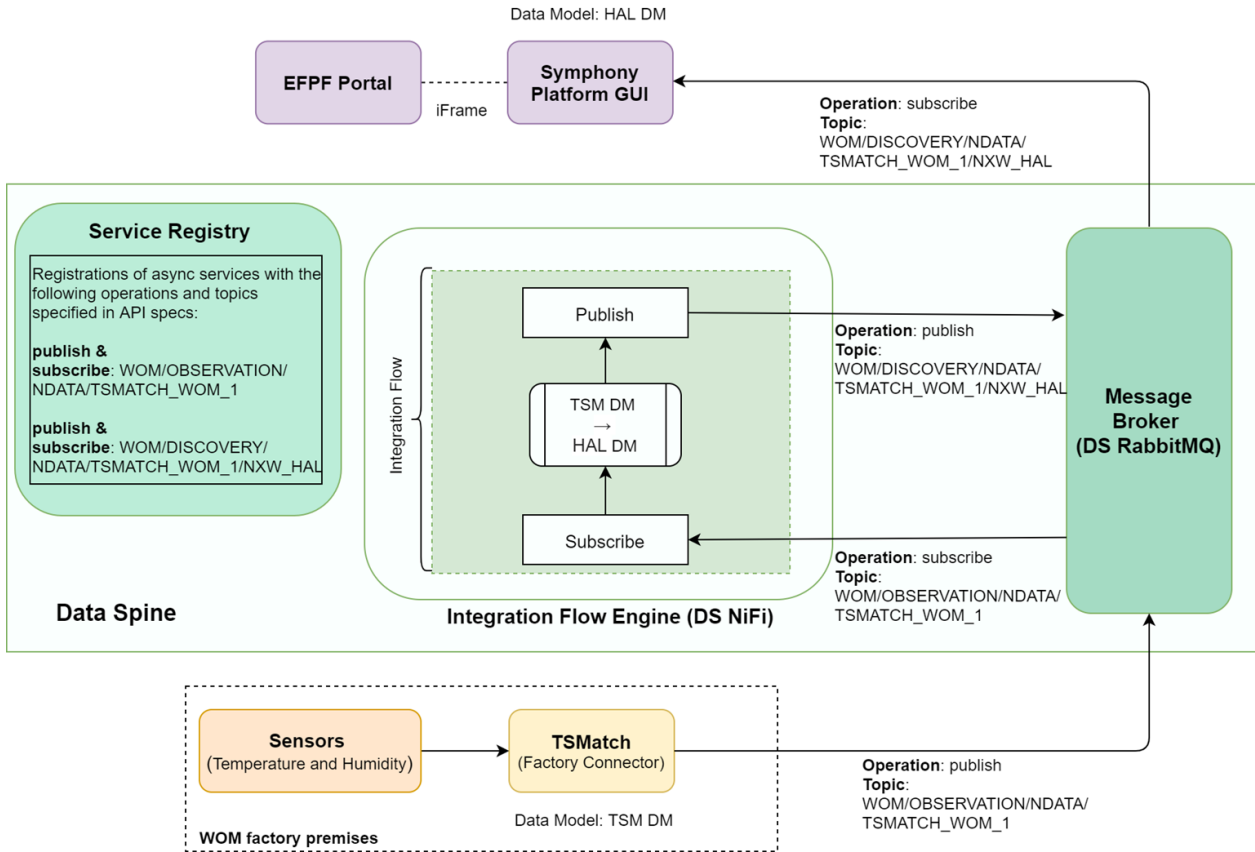 Data Model: HAL DM
EFPF Portal
iFrame
Symphony
Platform GUI
Operation: subscribe
Topic:
WOM/DISCOVERY/NDATA/
TSMATCH_WOM_1/NXW_HAL
Service Registry
Registrations of async services with the
following operations and topics
specified in API specs:
publish &
subscribe: WOM/OBSERVATION/
NDATA/TSMATCH_WOM_1
publish &
subscribe: WOM/DISCOVERY/
NDATA/TSMATCH_WOM_1/NXW_HAL
Data Spine
Integration Flow
Publish
TSM DM
→
HAL DM
Subscribe
Integration Flow Engine (DS NiFi)
Operation: publish
Topic:
WOM/DISCOVERY/NDATA/
TSMATCH_WOM_1/NXW_HAL
Operation: subscribe
Topic:
WOM/OBSERVATION/NDATA/
TSMATCH_WOM_1
Message
Broker
(DS RabbitMQ)
Sensors
(Temperature and Humidity)
TSMatch
(Factory Connector)
Data Model: TSM DM
WOM factory premises
Operation: publish
Topic:
WOM/OBSERVATION/NDATA/
TSMATCH_WOM_1